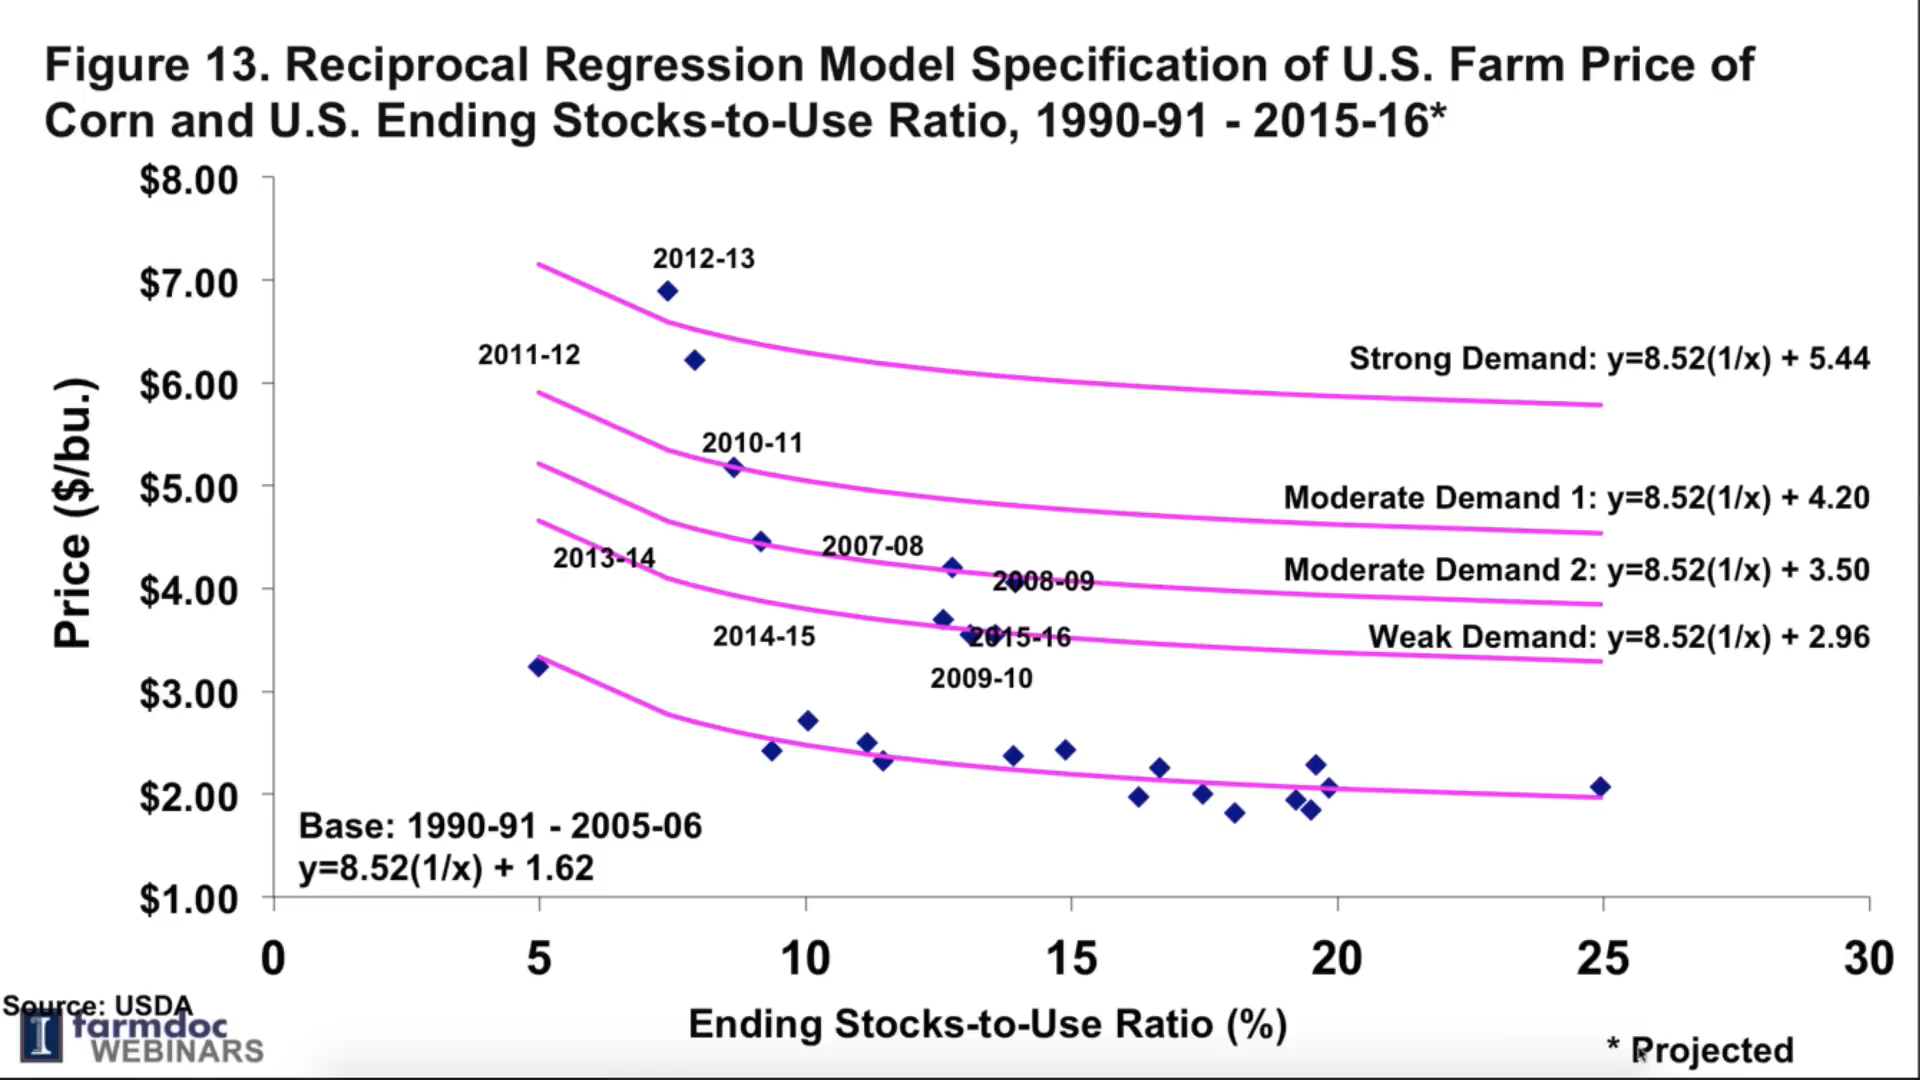 Figure 13. Reciprocal Regression Model Specification of U.S. Farm Price of
Corn and U.S. Ending Stocks-to-Use Ratio, 1990-91 - 2015-16*
$8.00
$7.00
$6.00
$5.00
$4.00
$3.00
$2.00
$1.00
Price ($/bu.)
2012-13
2011-12
Strong Demand: y=8.52(1/x) + 5.44
2010-11
Moderate Demand 1: y=8.52(1/x) + 4.20
2007-08
2013-14
Moderate Demand 2: y=8.52(1/x) + 3.50
2008-09
2014-15
2015-16
Weak Demand: y=8.52(1/x) + 2.96
2009-10
Base: 1990-91 - 2005-06
y=8.52(1/x) + 1.62
0 5 10 15 20 25 30
Ending Stocks-to-Use Ratio (%)
Source: USDA
I farmdoc
WEBINARS
* Projected